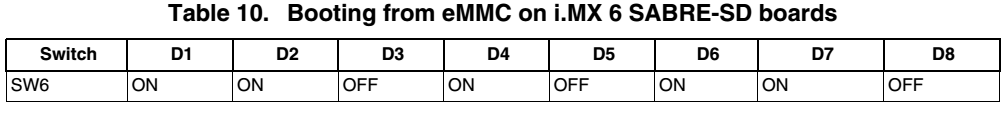 Table 10. Booting from eMMC on i.MX 6 SABRE-SD boards
Switch D1 D2 D3 D4 D5 D6 D7 D8
SW6 ON ON OFF ON OFF ON ON OFF